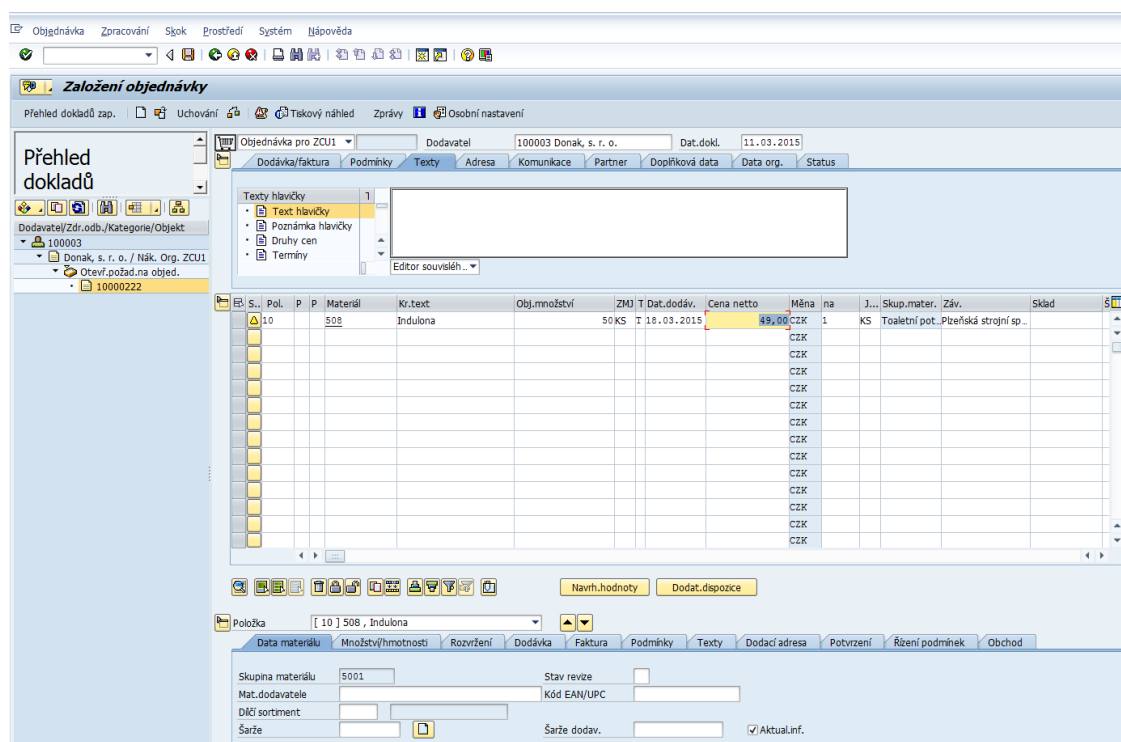 Objednávka Zpracování Skok Prostředí Systém Nápověda
Založení objednávky
Přehled dokladů zap. Uchování Tiskový náhled Zprávy Osobní nastavení
Přehled
dokladů
Objednávka pro ZCU1 Dodavatel 100003 Donak, s. r. o. Dat.dokl. 11.03.2015
Dodávka/faktura Podmínky Texty Adresa Komunikace Partner Doplňková data Data org. Status
Texty hlavičky
Text hlavičky
Poznámka hlavičky
Druhy cen
Termíny
Editor souvisléh..
Dodavatel/Zdr.odb./Kategorie/Objekt
100003
Donak, s. r. o. / Nák. Org. ZCU1
Otevř.požad.na objed.
10000222
S.. Pol. P P Materiál Kr.text Obj.množství ZMJ T Dat.dodáv. Cena netto Měna na J... Skup.mater. Záv. Sklad Š
10 508 Indulona 50 KS T 18.03.2015 49,00 CZK 1 KS Toaletní pot.. Plzeňská strojní sp..
CZK
CZK
CZK
CZK
CZK
CZK
CZK
CZK
CZK
CZK
CZK
CZK
CZK
Navrh.hodnoty Dodat.dispozice
Položka [ 10 ] 508 , Indulona
Data materiálu Množství/hmotnosti Rozvržení Dodávka Faktura Podmínky Texty Dodací adresa Potvrzení Řízení podmínek Obchod
Skupina materiálu 5001 Stav revize
Mat.dodavatele Kód EAN/UPC
Dílčí sortiment
Šarže Šarže dodav. Aktual.inf.